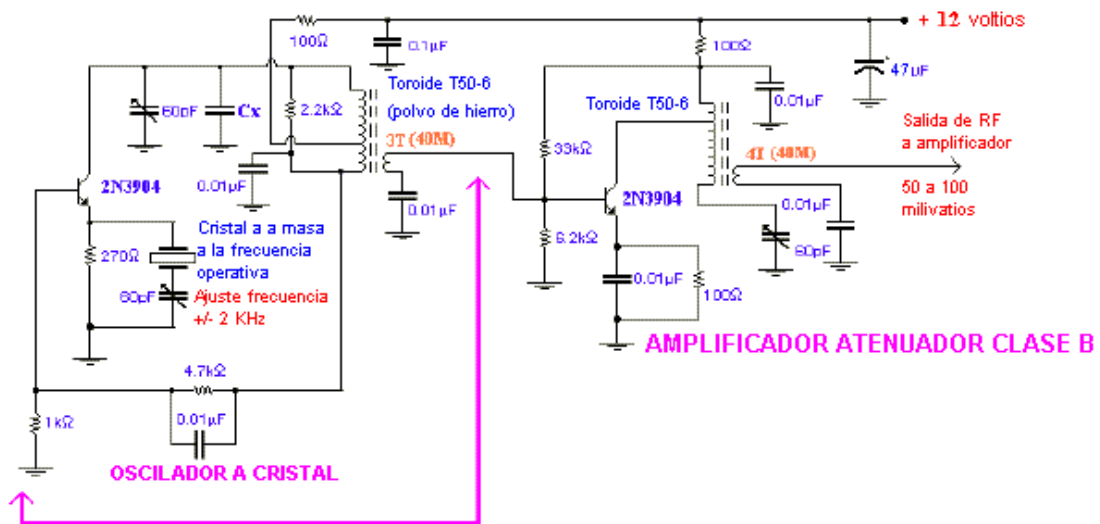 + 12 voltios
100Ω
0.1µF
100Ω
47µF
60pF
Cx
2.2kΩ
Toroide T50-6
(polvo de hierro)
3T (40M)
0.01µF
0.01µF
2N3904
270Ω
Cristal a a masa
a la frecuencia
operativa
60pF
Ajuste frecuencia
+/- 2 KHz
4.7kΩ
0.01µF
1kΩ
OSCILADOR A CRISTAL
Toroide T50-6
0.01µF
33kΩ
4T (40M)
2N3904
6.2kΩ
0.01µF
100Ω
0.01µF
60pF
Salida de RF
a amplificador
50 a 100
milivatios
AMPLIFICADOR ATENUADOR CLASE B